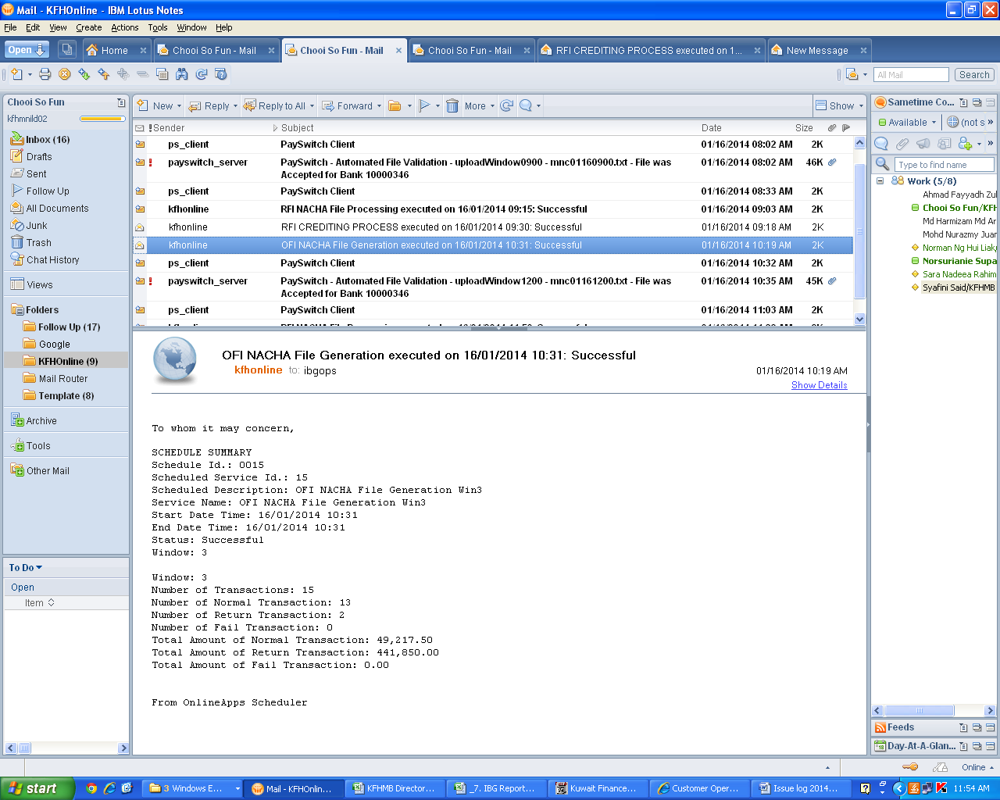 Mail - KFHOnline - IBM Lotus Notes
File Edit View Create Actions Tools Window Help
Open
Home
Chooi So Fun - Mail
Chooi So Fun - Mail
Chooi So Fun - Mail
RFI CREDITING PROCESS executed on 1...
New Message
All Mail
Search
Chooi So Fun
kfhmnild02
Inbox (16)
Drafts
Sent
Follow Up
All Documents
Junk
Trash
Chat History
Views
Folders
Follow Up (17)
Google
KFHOnline (9)
Mail Router
Template (8)
Archive
Tools
Other Mail
To Do
Open
Item
New Reply Reply to All Forward More Show
! Sender Subject Date Size
ps_client PaySwitch Client 01/16/2014 08:02 AM 2K
! payswitch_server PaySwitch - Automated File Validation - uploadWindow0900 - mnc01160900.txt - File was 01/16/2014 08:02 AM 46K
Accepted for Bank 10000346
ps_client PaySwitch Client 01/16/2014 08:33 AM 2K
kfhonline RFI NACHA File Processing executed on 16/01/2014 09:15: Successful 01/16/2014 09:03 AM 2K
kfhonline RFI CREDITING PROCESS executed on 16/01/2014 09:30: Successful 01/16/2014 09:18 AM 2K
kfhonline OFI NACHA File Generation executed on 16/01/2014 10:31: Successful 01/16/2014 10:19 AM 2K
ps_client PaySwitch Client 01/16/2014 10:32 AM 2K
! payswitch_server PaySwitch - Automated File Validation - uploadWindow1200 - mnc01161200.txt - File was 01/16/2014 10:35 AM 45K
Accepted for Bank 10000346
ps_client PaySwitch Client 01/16/2014 11:03 AM 2K
OFI NACHA File Generation executed on 16/01/2014 10:31: Successful
kfhonline to: ibgops
01/16/2014 10:19 AM
Show Details
To whom it may concern,
SCHEDULE SUMMARY
Schedule Id.: 0015
Scheduled Service Id.: 15
Scheduled Description: OFI NACHA File Generation Win3
Service Name: OFI NACHA File Generation Win3
Start Date Time: 16/01/2014 10:31
End Date Time: 16/01/2014 10:31
Status: Successful
Window: 3
Window: 3
Number of Transactions: 15
Number of Normal Transaction: 13
Number of Return Transaction: 2
Number of Fail Transaction: 0
Total Amount of Normal Transaction: 49,217.50
Total Amount of Return Transaction: 441,850.00
Total Amount of Fail Transaction: 0.00
From OnlineApps Scheduler
Sametime Co...
Available
(not s »
»
Type to find name
Work (5/8)
Ahmad Fayyadh Zul
Chooi So Fun/KFH
Md Harmizam Md Ar
Mohd Nurazmy Juan
Norman Ng Hui Liak/
Norsurianie Supa
Sara Nadeea Rahim
Syafini Said/KFHMB
Feeds
Day-At-A-Glan...
Online
start
3 Windows E...
Mail - KFHOnlin...
KFHMB Director...
_7. IBG Report...
Kuwait Finance...
Customer Oper...
Issue log 2014...
11:54 AM